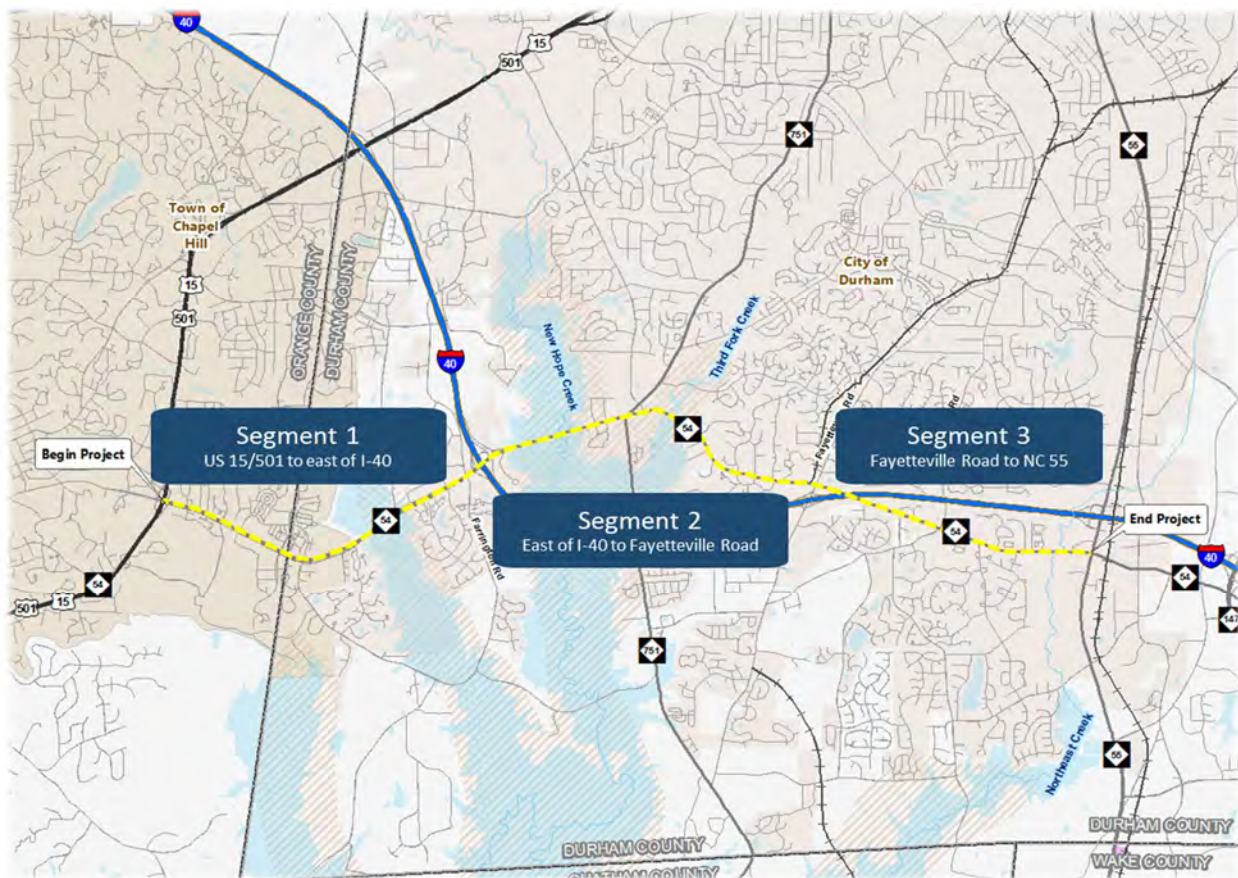 40
15
501
751
55
Town of
Chapel
Hill
City of
Durham
15
501
ORANGE COUNTY
DURHAM COUNTY
40
New Hope Creek
Third Fork Creek
54
Segment 1
US 15/501 to east of I-40
Begin Project
Segment 3
Fayetteville Road to NC 55
54
Segment 2
East of I-40 to Fayetteville Road
Farrington Rd
54
End Project
40
54
147
54
501
15
751
Northeast Creek
55
DURHAM COUNTY
DURHAM COUNTY
WAKE COUNTY
CHATHAM COUNTY